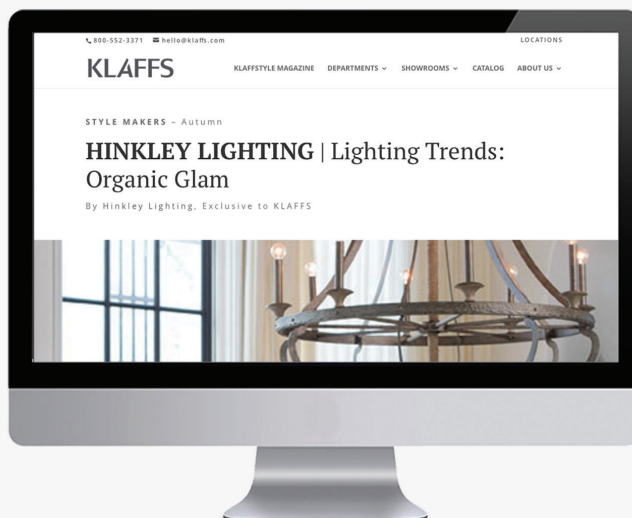 800-552-3371 hello@klaffs.com LOCATIONS
KLAFFS
KLAFFSTYLE MAGAZINE DEPARTMENTS SHOWROOMS CATALOG ABOUT US
STYLE MAKERS – Autumn
HINKLEY LIGHTING | Lighting Trends:
Organic Glam
By Hinkley Lighting, Exclusive to KLAFFS